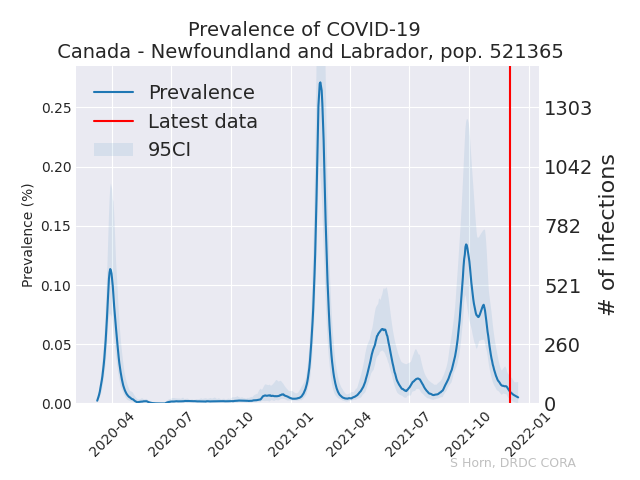 Prevalence of COVID-19
Canada - Newfoundland and Labrador, pop. 521365
Prevalence
Latest data
95CI
Prevalence (%)
0.25
0.20
0.15
0.10
0.05
0.00
1303
1042
782
521
260
0
# of infections
2020-04
2020-07
2020-10
2021-01
2021-04
2021-07
2021-10
2022-01
S Horn, DRDC CORA